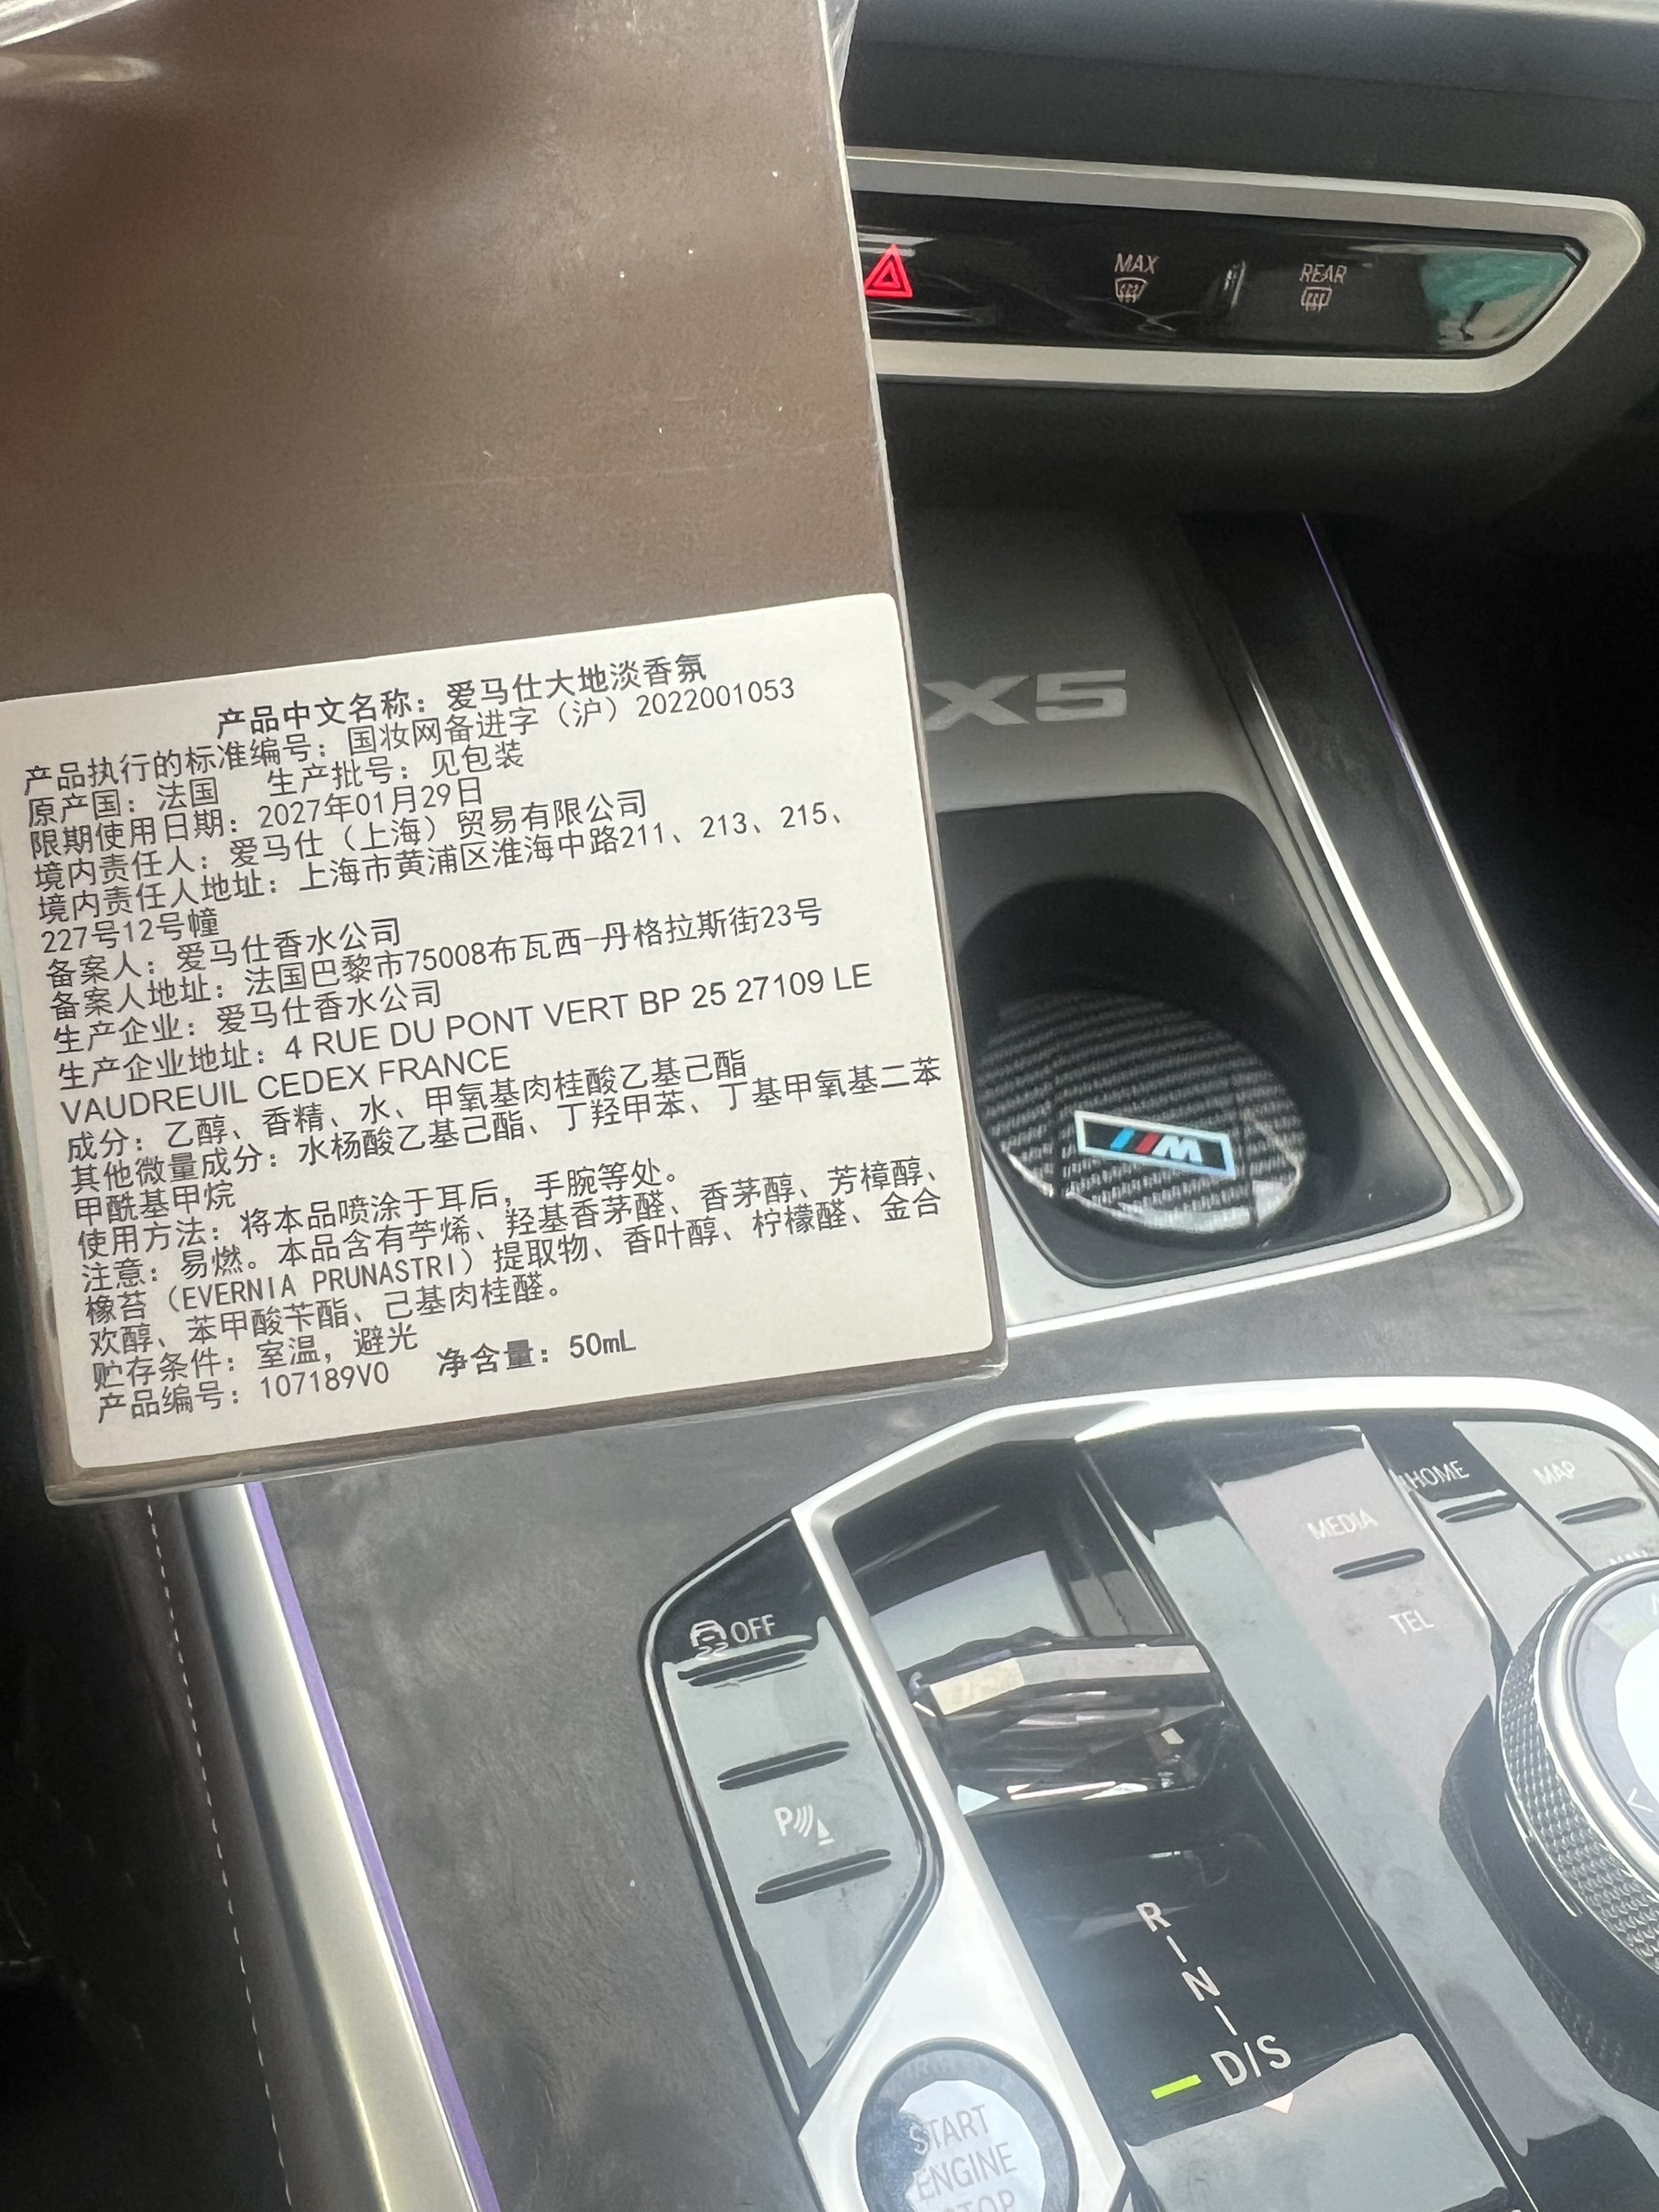 产品中文名称：爱马仕大地淡香氛
产品执行的标准编号：国妆网备进字（沪）2022001053
原产国：法国 生产批号：见包装
限期使用日期：2027年01月29日
境内责任人：爱马仕（上海）贸易有限公司
境内责任人地址：上海市黄浦区淮海中路211、213、215、
227号12号幢
备案人：爱马仕香水公司
备案人地址：法国巴黎市75008布瓦西-丹格拉斯街23号
生产企业：爱马仕香水公司
生产企业地址：4 RUE DU PONT VERT BP 25 27109 LE
VAUDREUIL CEDEX FRANCE
成分：乙醇、香精、水、甲氧基肉桂酸乙基己酯
其他微量成分：水杨酸乙基己酯、丁羟甲苯、丁基甲氧基二苯
甲酰基甲烷
使用方法：将本品喷涂于耳后，手腕等处。
注意：易燃。本品含有苧烯、羟基香茅醛、香茅醇、芳樟醇、
橡苔（EVERNIA PRUNASTRI）提取物、香叶醇、柠檬醛、金合
欢醇、苯甲酸苄酯、己基肉桂醛。
贮存条件：室温，避光
产品编号：107189V0 净含量：50mL
MAX
REAR
X5
M
HOME
MAP
MEDIA
TEL
OFF
P
R
N
D/S
START
ENGINE
STOP